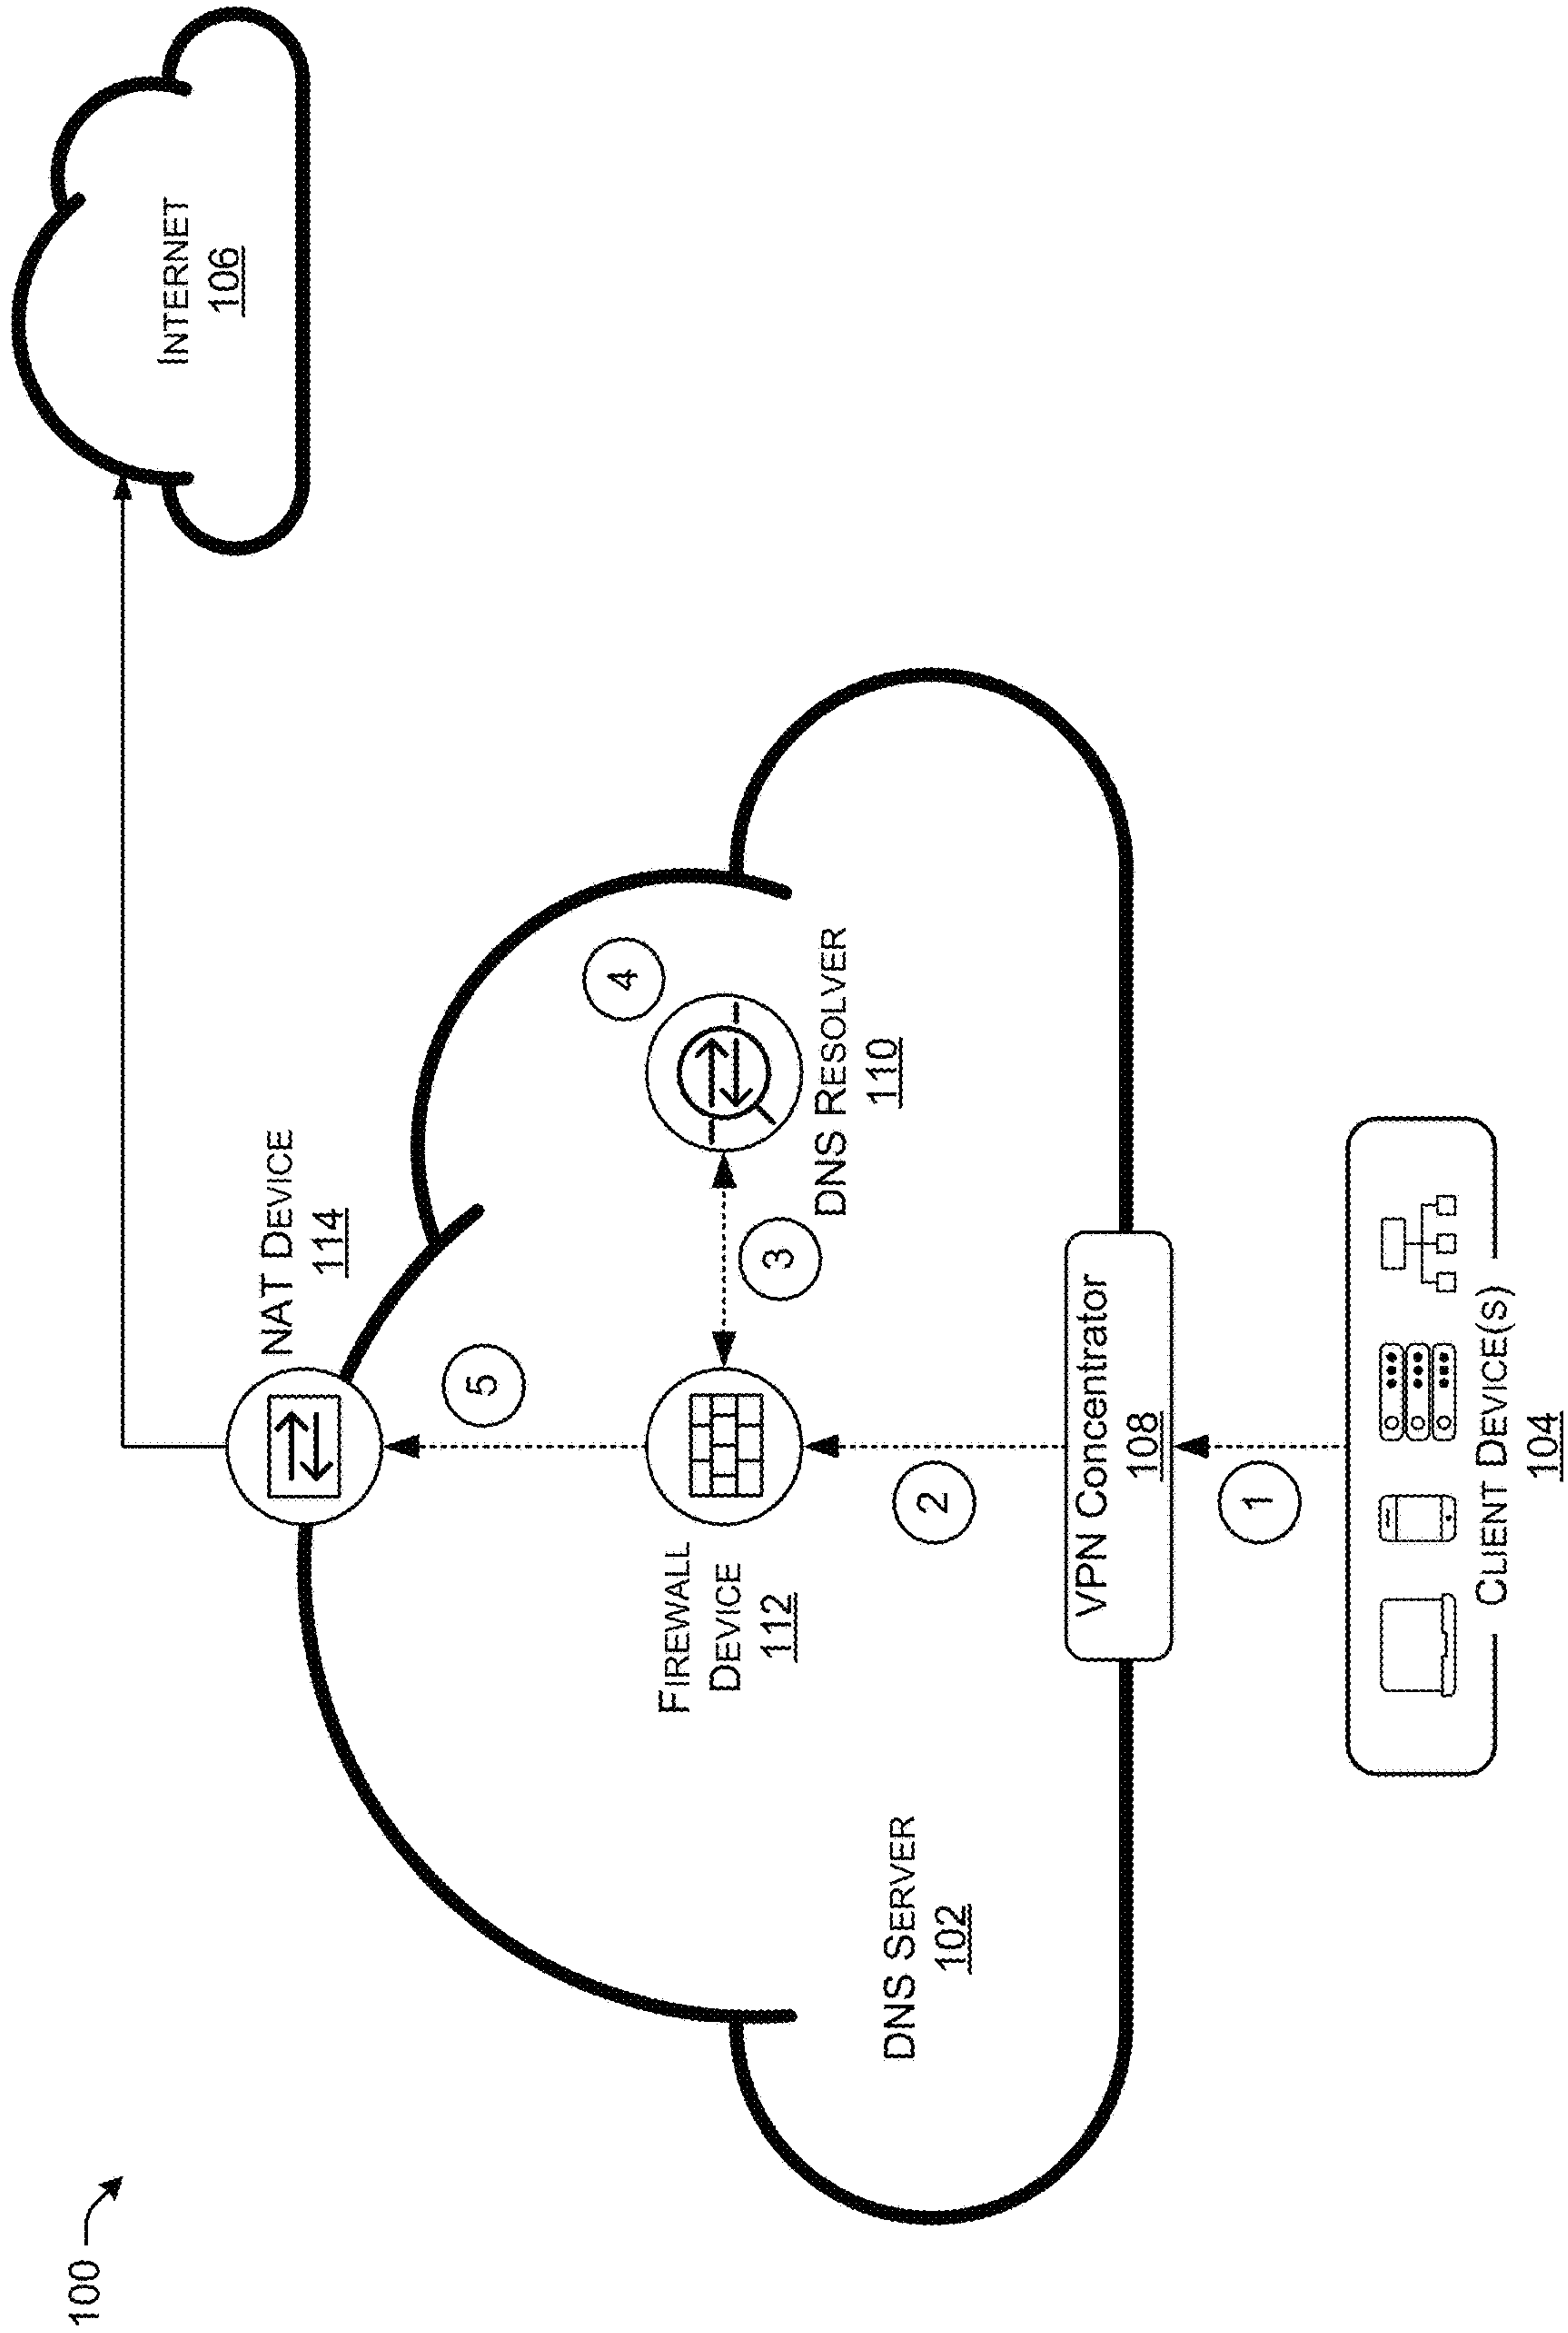 100
INTERNET
106
NAT DEVICE
114
5
4
FIREWALL
DEVICE
112
3
DNS RESOLVER
110
DNS SERVER
102
2
VPN Concentrator
108
1
CLIENT DEVICE(S)
104